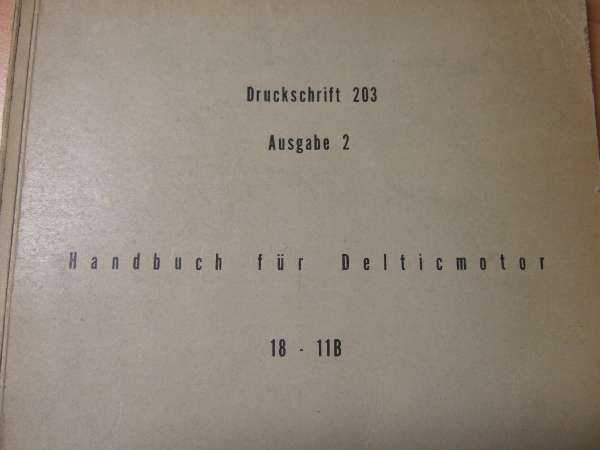 Druckschrift 203
Ausgabe 2
Handbuch für Delticmotor
18 - 11B